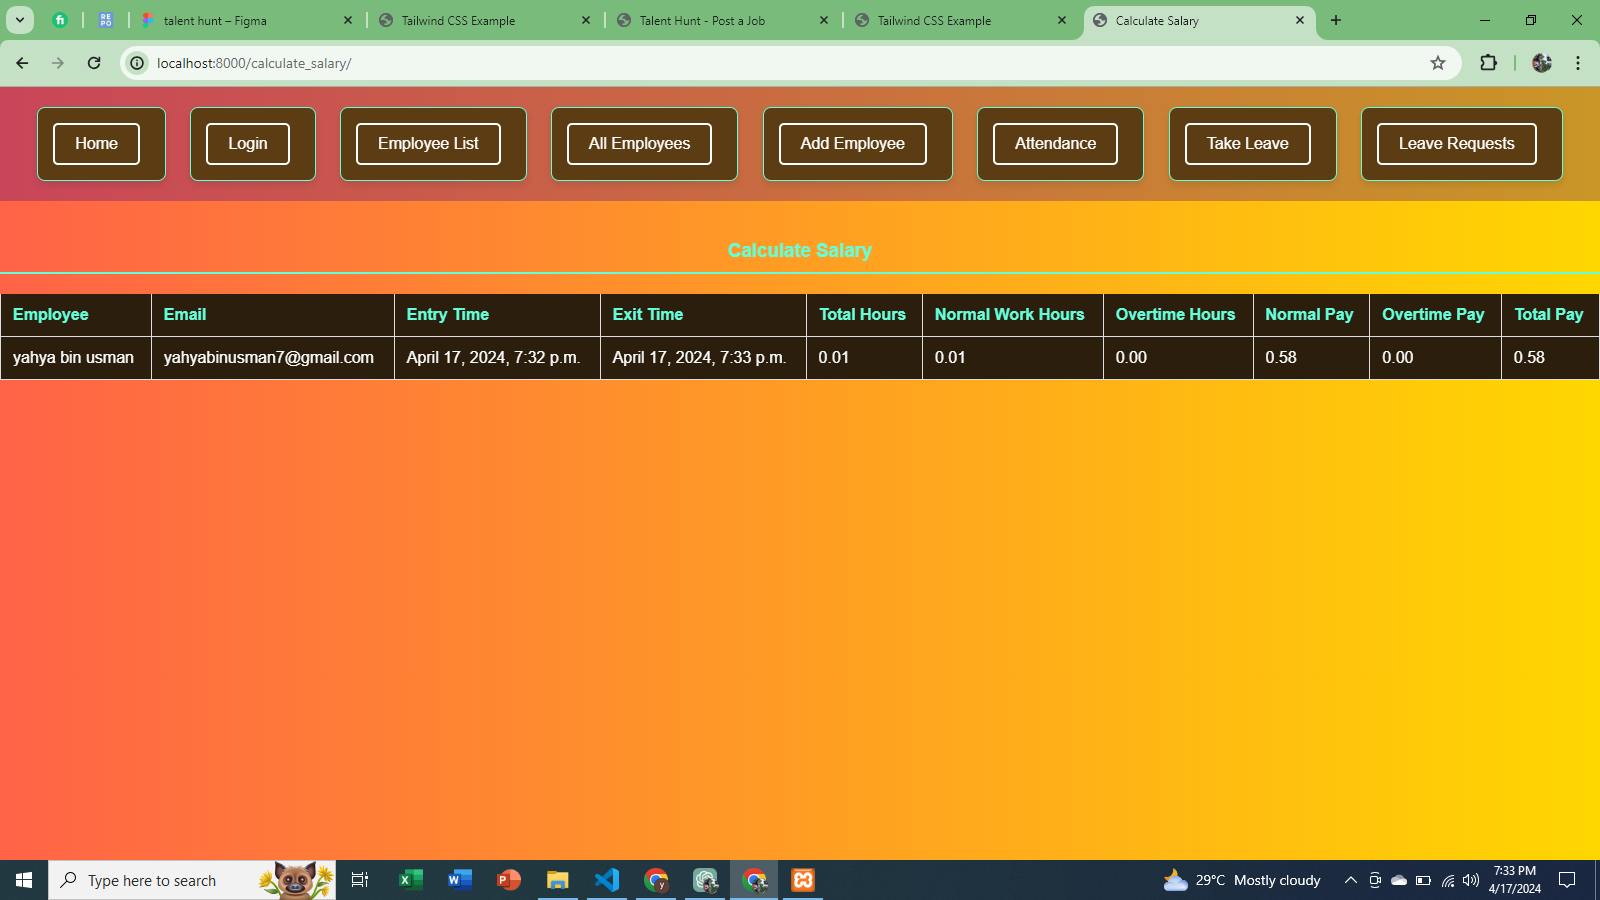 talent hunt – Figma
Tailwind CSS Example
Talent Hunt - Post a Job
Tailwind CSS Example
Calculate Salary
localhost:8000/calculate_salary/
Home
Login
Employee List
All Employees
Add Employee
Attendance
Take Leave
Leave Requests
Calculate Salary
Employee Email Entry Time Exit Time Total Hours Normal Work Hours Overtime Hours Normal Pay Overtime Pay Total Pay
yahya bin usman yahyabinusman7@gmail.com April 17, 2024, 7:32 p.m. April 17, 2024, 7:33 p.m. 0.01 0.01 0.00 0.58 0.00 0.58
Type here to search
29°C Mostly cloudy
7:33 PM
4/17/2024